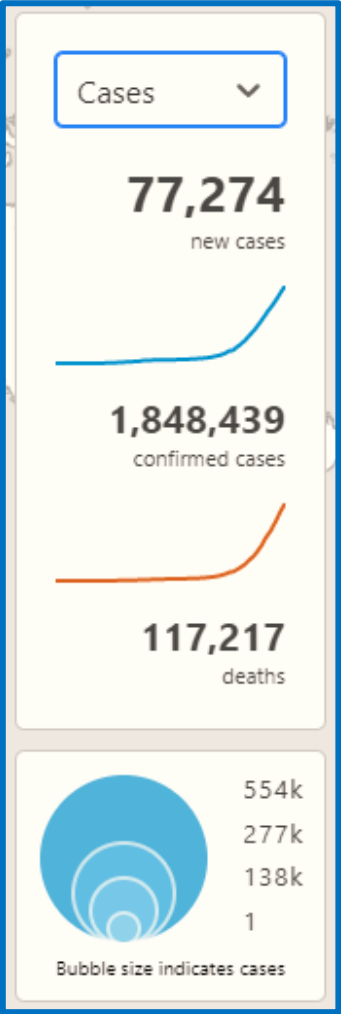 Cases
77,274
new cases
1,848,439
confirmed cases
117,217
deaths
554k
277k
138k
1
Bubble size indicates cases